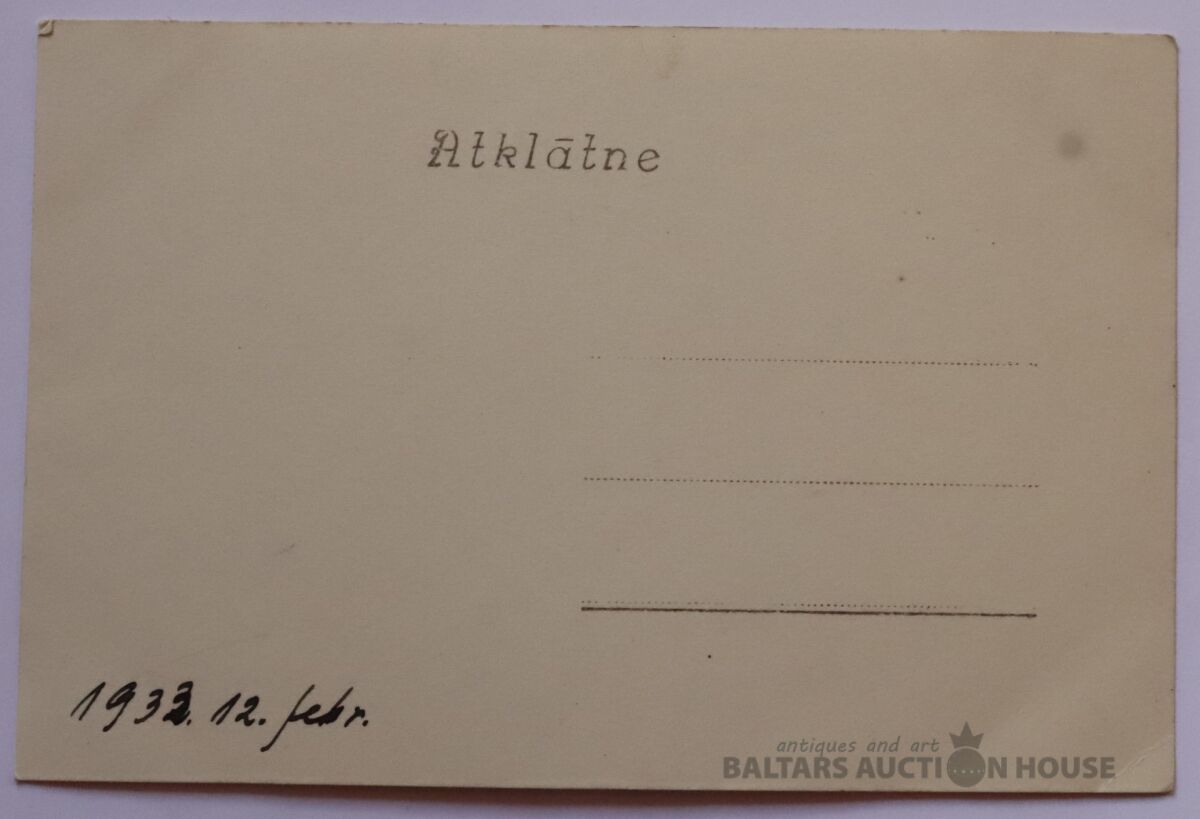 Atklātne
1933. 12. febr.
antiques and art
BALTARS AUCTION HOUSE